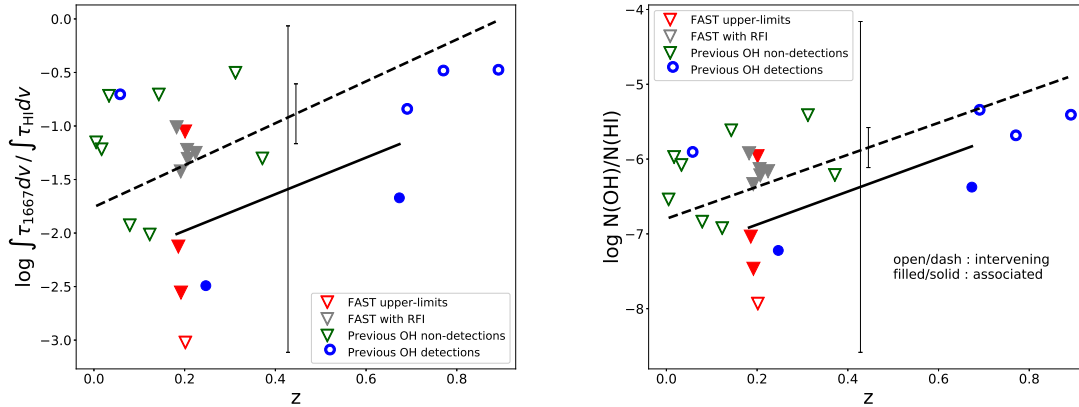 log ∫τ1667dv / ∫τHIdv
0.0
−0.5
−1.0
−1.5
−2.0
−2.5
−3.0
0.0
0.2
0.4
0.6
0.8
z
FAST upper-limits
FAST with RFI
Previous OH non-detections
Previous OH detections
log N(OH)/N(HI)
−4
−5
−6
−7
−8
0.0
0.2
0.4
0.6
0.8
z
FAST upper-limits
FAST with RFI
Previous OH non-detections
Previous OH detections
open/dash : intervening
filled/solid : associated